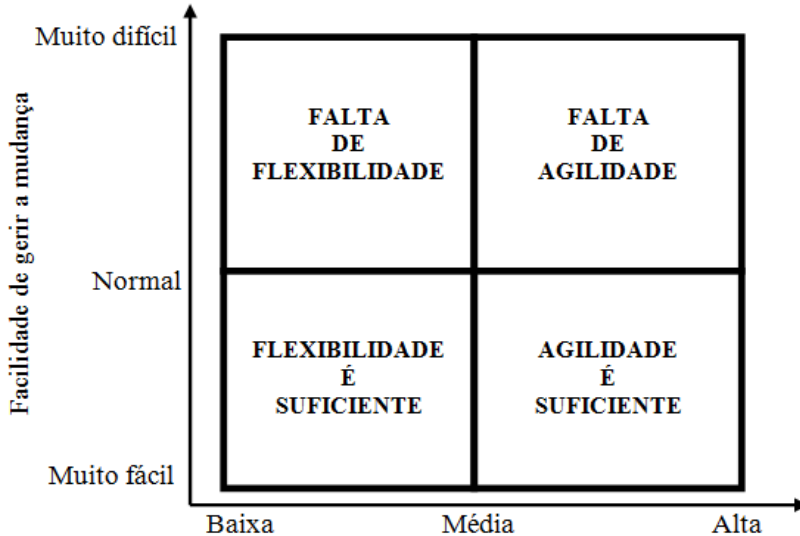 Muito difícil
FALTA
DE
FLEXIBILIDADE
FALTA
DE
AGILIDADE
Facilidade de gerir a mudança
Normal
FLEXIBILIDADE
É
SUFICIENTE
AGILIDADE
É
SUFICIENTE
Muito fácil
Baixa
Média
Alta